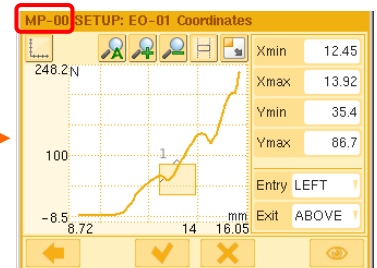 MP-00 SETUP: EO-01 Coordinates
248.2 N
100
-8.5
1
mm
8.72 14 16.05
Xmin 12.45
Xmax 13.92
Ymin 35.4
Ymax 86.7
Entry LEFT
Exit ABOVE